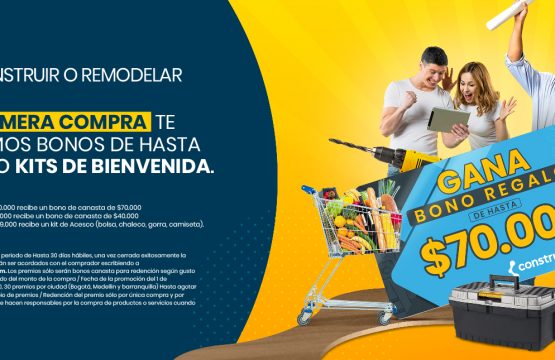 NSTRUIR O REMODELAR
MERA COMPRA TE
MOS BONOS DE HASTA
O KITS DE BIENVENIDA.
0.000 recibe un bono de canasta de $70.000
.000 recibe un bono de canasta de $40.000
9.000 recibe un kit de Acesco (bolsa, chaleco, gorra, camiseta).
periodo de Hasta 30 días hábiles, una vez cerrada exitosamente la
án ser acordados con el comprador escribiendo a
m. Los premios sólo serán bonos canasta para redención según gusto
do del monto de la compra / Fecha de la promoción del 1 de
0, 30 premios por ciudad (Bogotá, Medellín y barranquilla) Hasta agotar
io de premios / Redención del premio sólo por única compra y por
e hacen responsables por la compra de productos o servicios cuando
GANA
BONO REGALO
DE HASTA
$70.00
constru